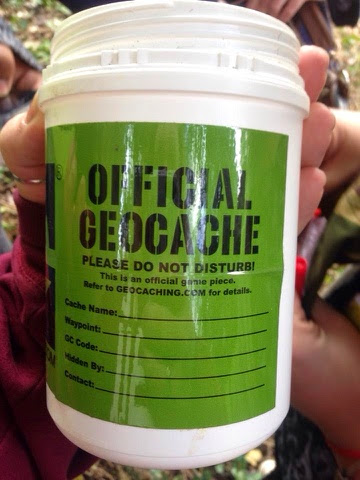 OFFICIAL
GEOCACHE
PLEASE DO NOT DISTURB!
This is an official game piece.
Refer to GEOCACHING.COM for details.
Cache Name:
Waypoint:
GC Code:
Hidden By:
Contact: